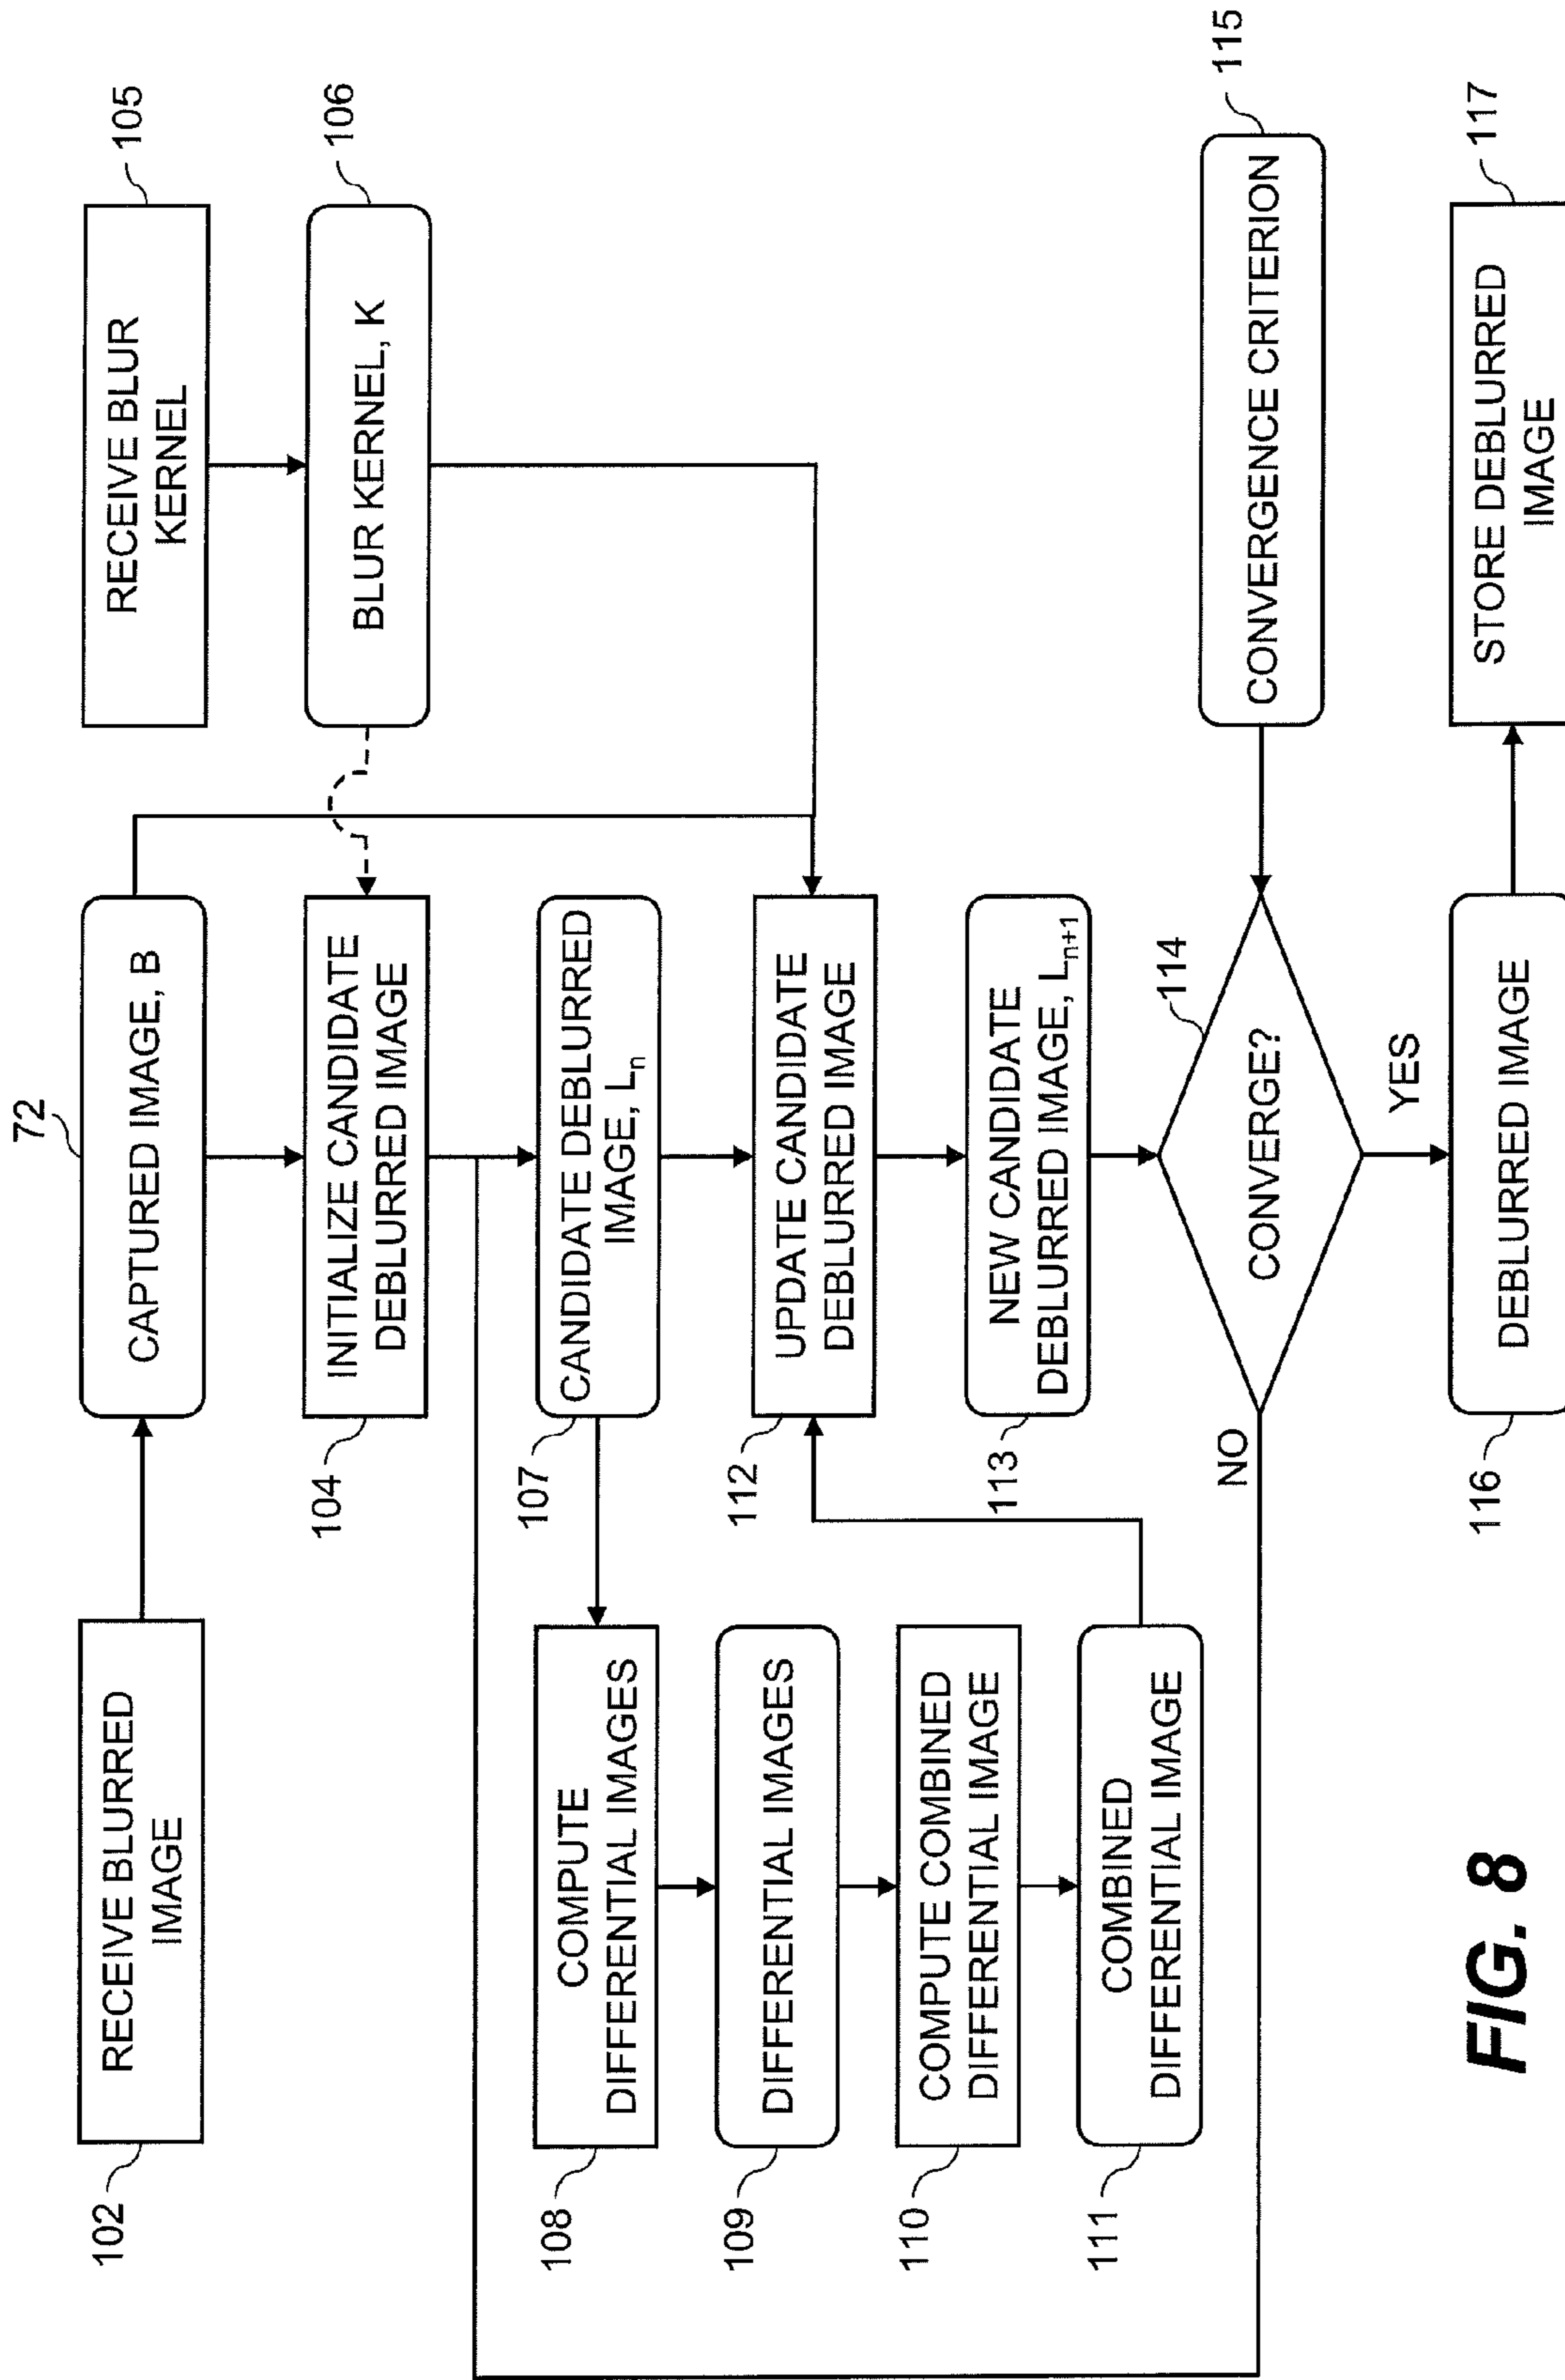 72
105
RECEIVE BLURRED
IMAGE
CAPTURED IMAGE, B
RECEIVE BLUR
KERNEL
102
106
INITIALIZE CANDIDATE
DEBLURRED IMAGE
BLUR KERNEL, K
104
CANDIDATE DEBLURRED
IMAGE, Lₙ
107
COMPUTE
DIFFERENTIAL IMAGES
108
DIFFERENTIAL IMAGES
109
UPDATE CANDIDATE
DEBLURRED IMAGE
112
COMPUTE COMBINED
DIFFERENTIAL IMAGE
110
NEW CANDIDATE
DEBLURRED IMAGE, Lₙ₊₁
113
COMBINED
DIFFERENTIAL IMAGE
111
114
115
CONVERGE?
CONVERGENCE CRITERION
NO
YES
117
DEBLURRED IMAGE
STORE DEBLURRED
IMAGE
116
FIG. 8